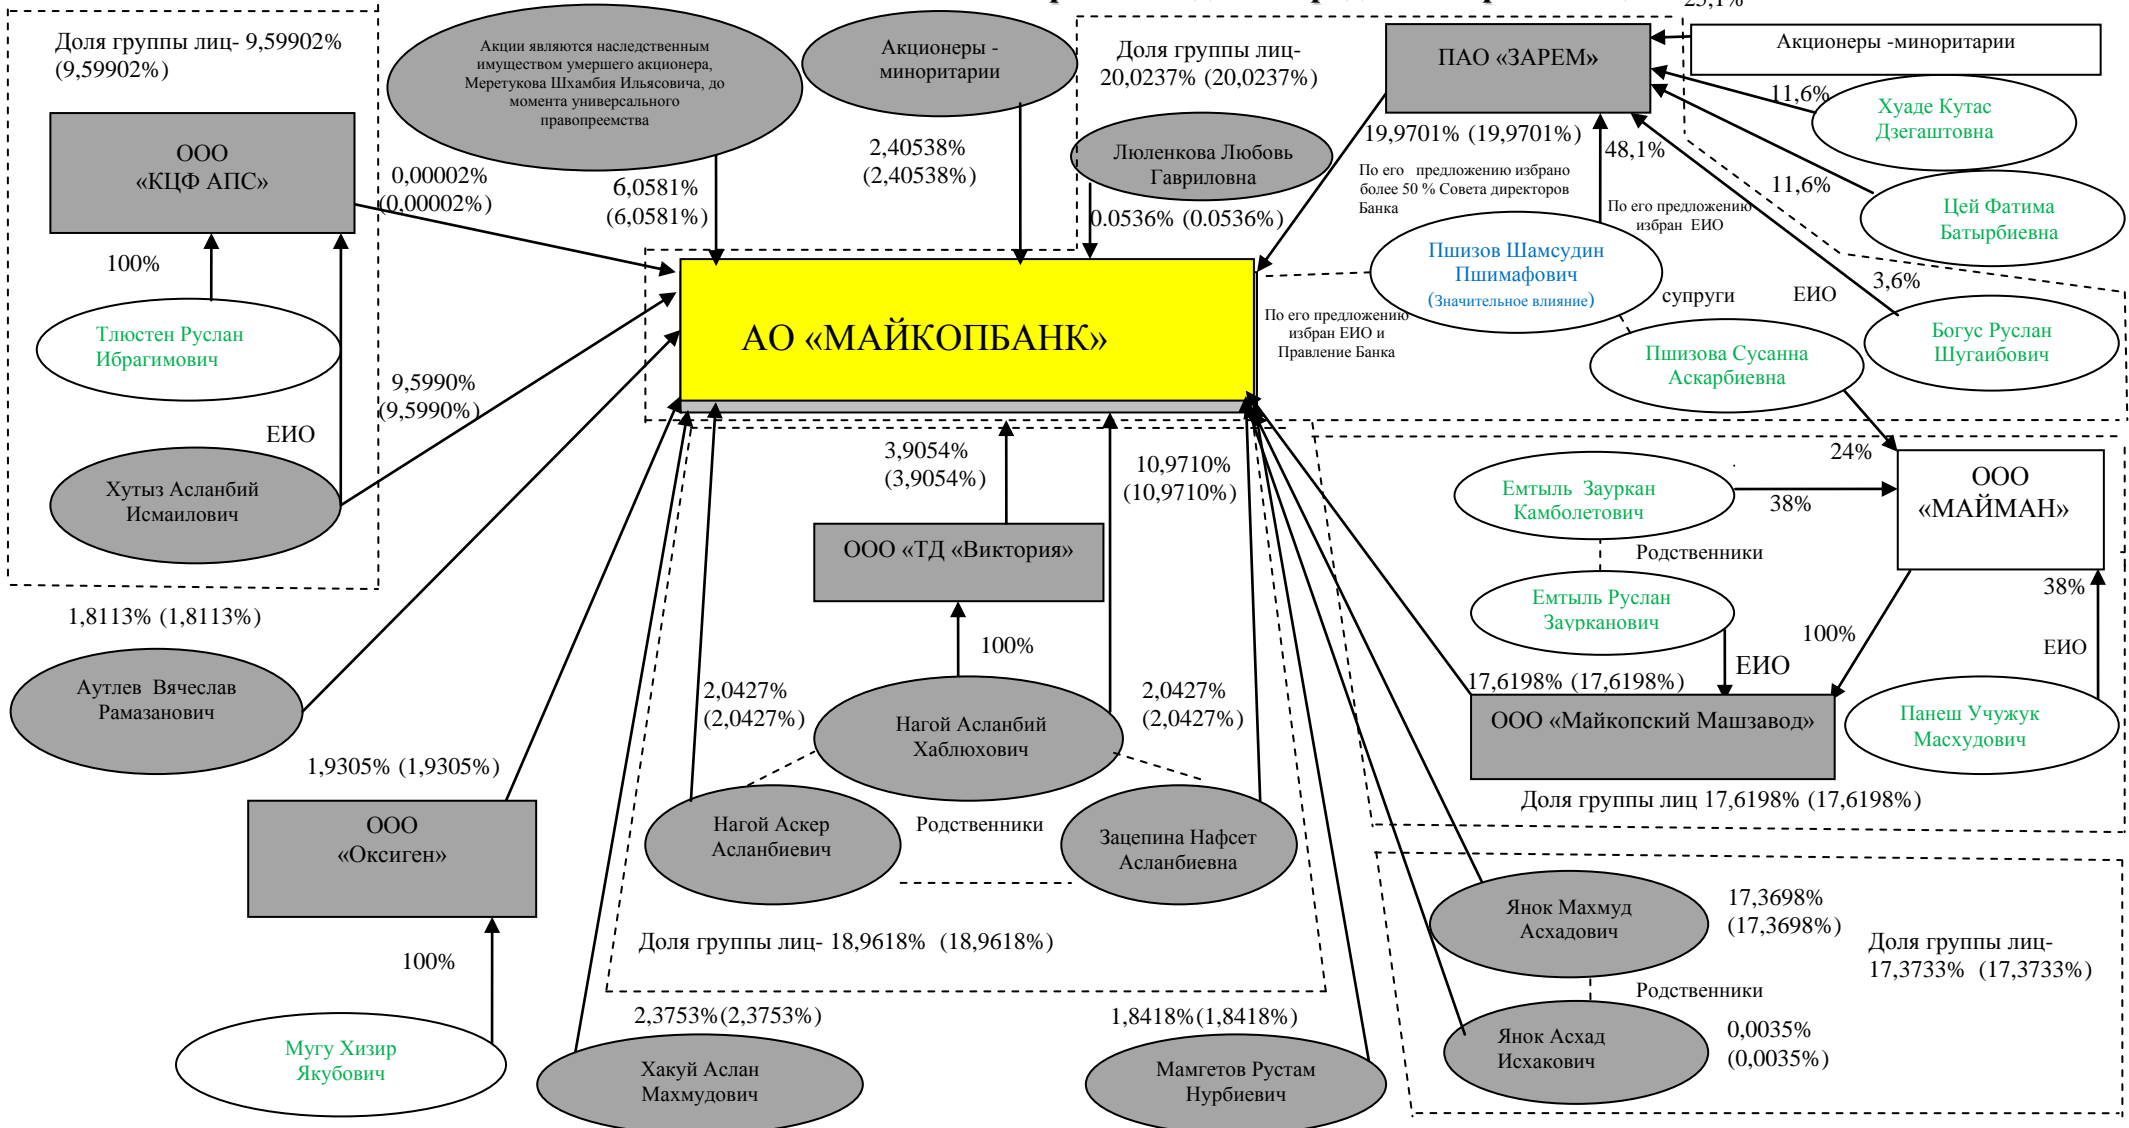 25,1%
Доля группы лиц- 9,59902%
(9,59902%)
ООО
«КЦФ АПС»
100%
Тлюстен Руслан
Ибрагимович
ЕИО
Хутыз Асланбий
Исмаилович
0,00002%
(0,00002%)
9,5990%
(9,5990%)
Акции являются наследственным
имуществом умершего акционера,
Меретукова Шхамбия Ильясовича, до
момента универсального
правопреемства
6,0581%
(6,0581%)
Акционеры -
миноритарии
2,40538%
(2,40538%)
Доля группы лиц-
20,0237% (20,0237%)
Люленкова Любовь
Гавриловна
0.0536% (0.0536%)
ПАО «ЗАРЕМ»
19,9701% (19,9701%)
По его предложению избрано
более 50 % Совета директоров
Банка
48,1%
По его предложению
избран ЕИО
Акционеры -миноритарии
11,6%
Хуаде Кутас
Дзегаштовна
11,6%
Цей Фатима
Батырбиевна
3,6%
Богус Руслан
Шугаибович
ЕИО
Пшизов Шамсудин
Пшимафович
(Значительное влияние)
супруги
Пшизова Сусанна
Аскарбиевна
По его предложению
избран ЕИО и
Правление Банка
АО «МАЙКОПБАНК»
1,8113% (1,8113%)
Аутлев Вячеслав
Рамазанович
1,9305% (1,9305%)
ООО
«Оксиген»
100%
Мугу Хизир
Якубович
3,9054%
(3,9054%)
10,9710%
(10,9710%)
ООО «ТД «Виктория»
100%
2,0427%
(2,0427%)
2,0427%
(2,0427%)
Нагой Асланбий
Хаблюхович
Нагой Аскер
Асланбиевич
Родственники
Зацепина Нафсет
Асланбиевна
Доля группы лиц- 18,9618% (18,9618%)
2,3753%(2,3753%)
Хакуй Аслан
Махмудович
1,8418%(1,8418%)
Мамгетов Рустам
Нурбиевич
24%
ООО
«МАЙМАН»
Емтыль Зауркан
Камболетович
38%
Родственники
Емтыль Руслан
Заурканович
100%
38%
ЕИО
ЕИО
17,6198% (17,6198%)
ООО «Майкопский Машзавод»
Панеш Учужук
Масхудович
Доля группы лиц 17,6198% (17,6198%)
Янок Махмуд
Асхадович
17,3698%
(17,3698%)
Доля группы лиц-
17,3733% (17,3733%)
Родственники
Янок Асхад
Исхакович
0,0035%
(0,0035%)